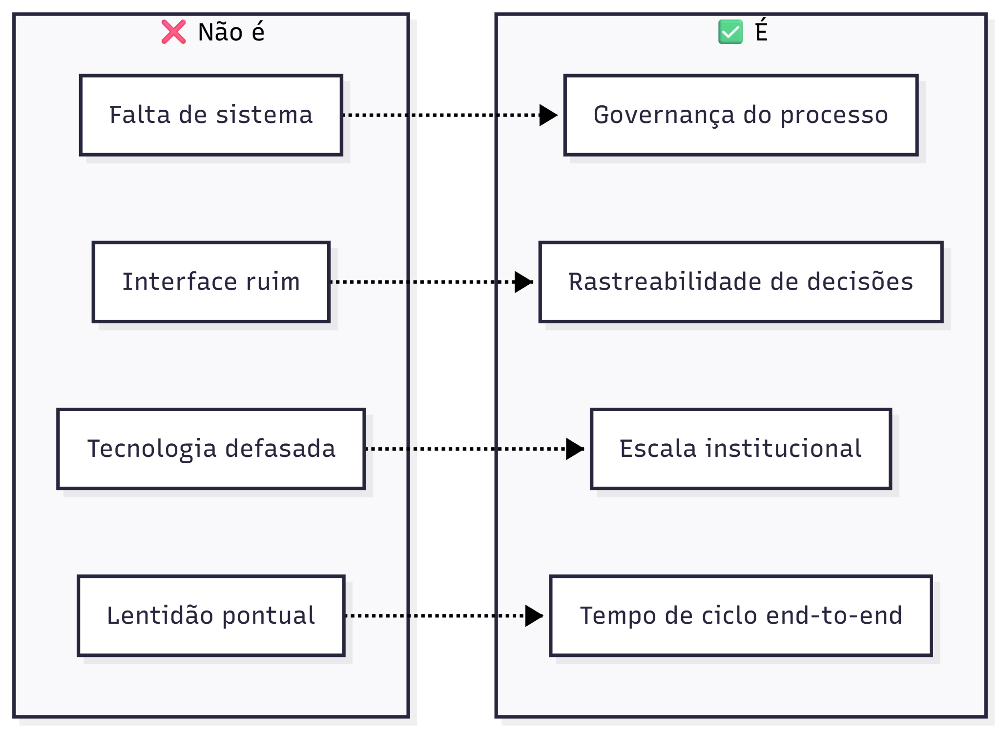 ❌ Não é
Falta de sistema
Interface ruim
Tecnologia defasada
Lentidão pontual
✅ É
Governança do processo
Rastreabilidade de decisões
Escala institucional
Tempo de ciclo end-to-end